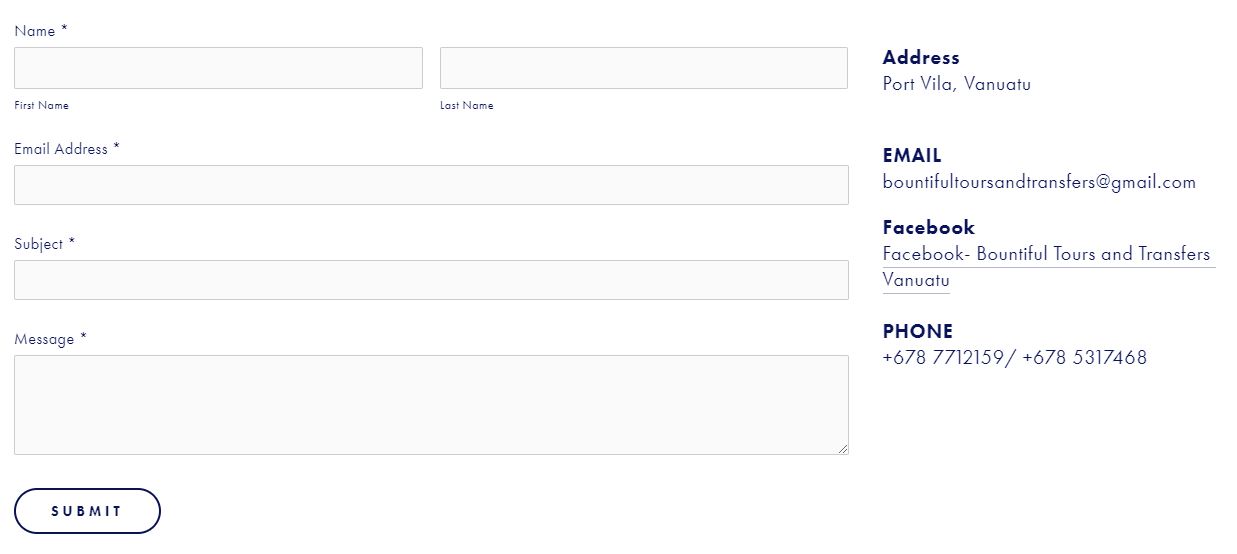 Name *
First Name
Last Name
Email Address *
Subject *
Message *
SUBMIT
Address
Port Vila, Vanuatu
EMAIL
bountifultoursandtransfers@gmail.com
Facebook
Facebook- Bountiful Tours and Transfers
Vanuatu
PHONE
+678 7712159/ +678 5317468